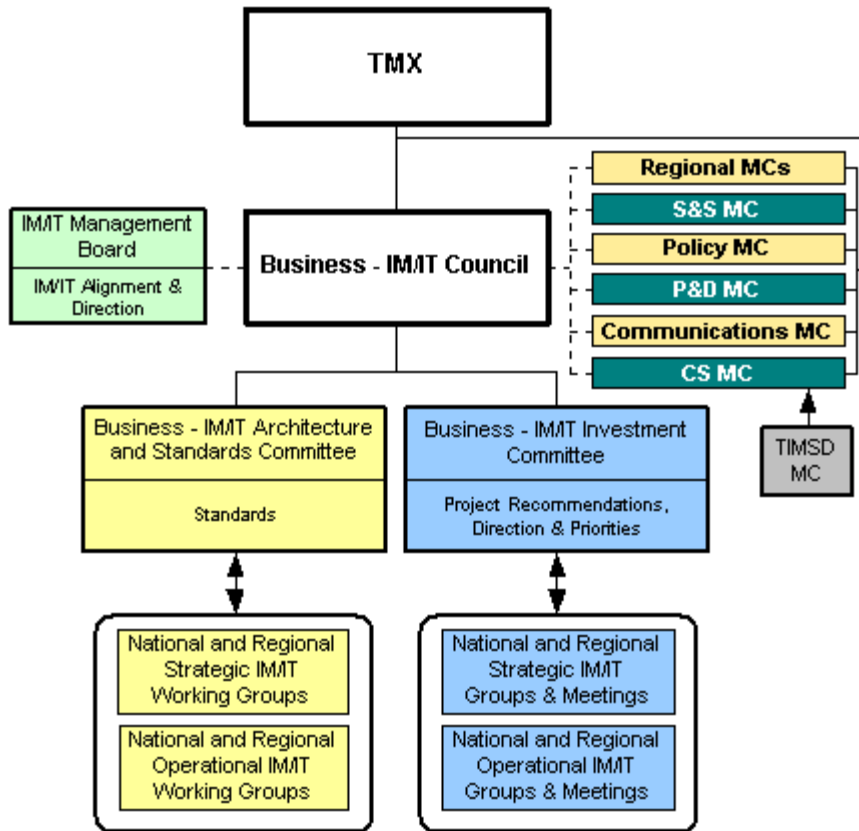 TMX
Regional MCs
S&S MC
Policy MC
P&D MC
Communications MC
CS MC
IM/IT Management
Board
IM/IT Alignment &
Direction
Business - IM/IT Council
TIMSD
MC
Business - IM/IT Architecture
and Standards Committee
Standards
Business - IM/IT Investment
Committee
Project Recommendations,
Direction & Priorities
National and Regional
Strategic IM/IT
Working Groups
National and Regional
Operational IM/IT
Working Groups
National and Regional
Strategic IM/IT
Groups & Meetings
National and Regional
Operational IM/IT
Groups & Meetings